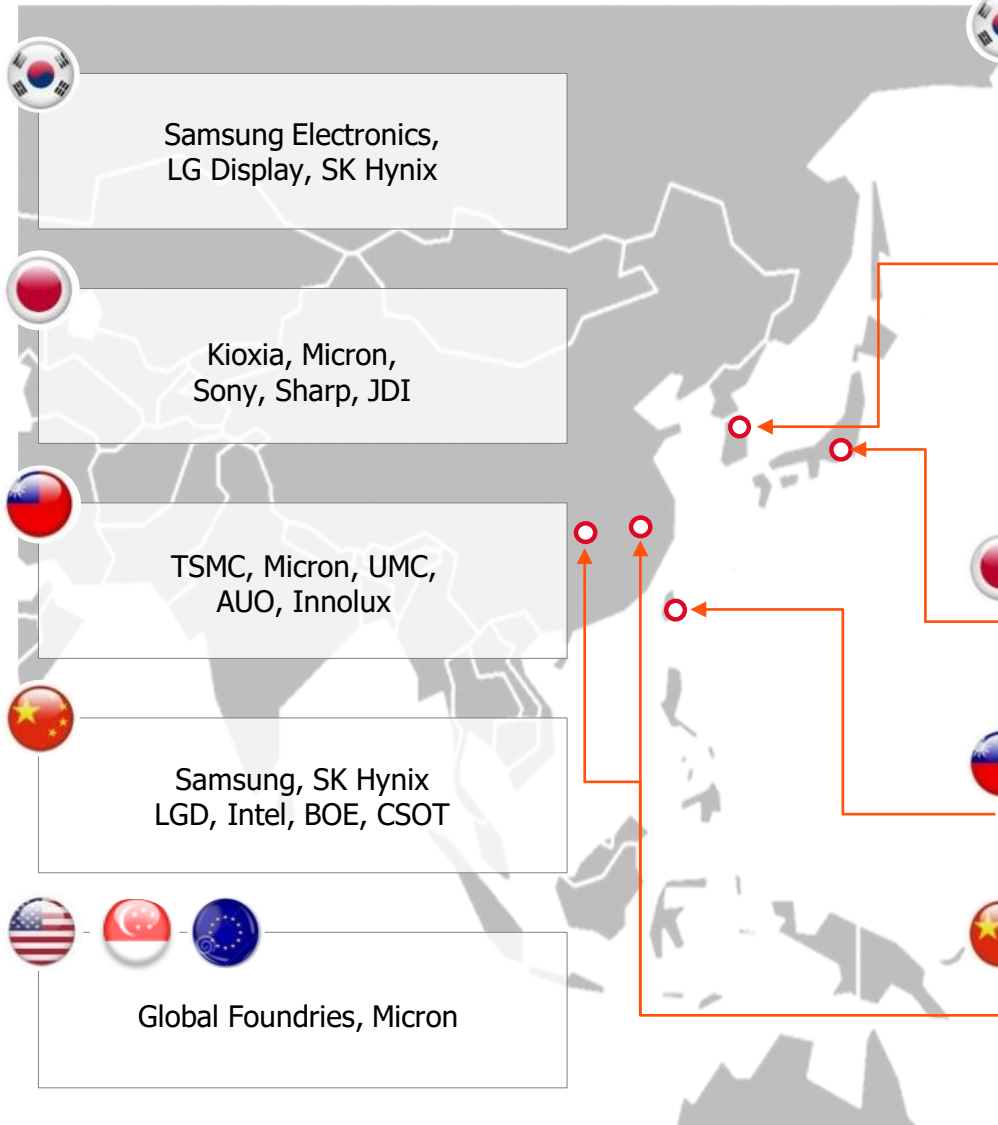 Samsung Electronics,
LG Display, SK Hynix
Kioxia, Micron,
Sony, Sharp, JDI
TSMC, Micron, UMC,
AUO, Innolux
Samsung, SK Hynix
LGD, Intel, BOE, CSOT
Global Foundries, Micron